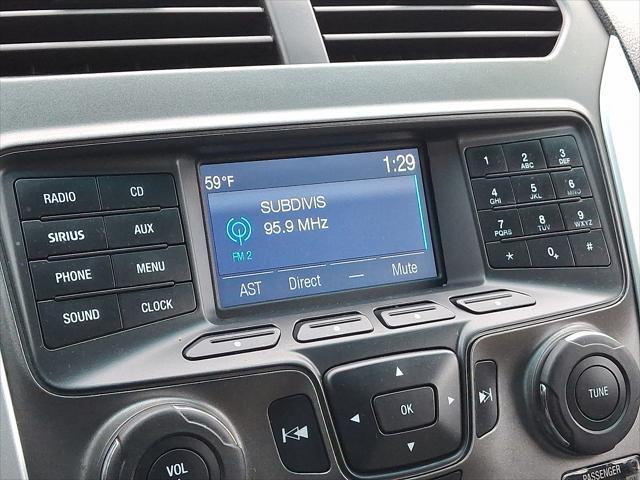 59°F 1:29
SUBDIVIS
95.9 MHz
FM 2
AST Direct — Mute
RADIO CD
SIRIUS AUX
PHONE MENU
SOUND CLOCK
1 2 ABC 3 DEF
4 GHI 5 JKL 6 MNO
7 PQRS 8 TUV 9 WXYZ
* 0+ #
OK
VOL
TUNE
PASSENGER